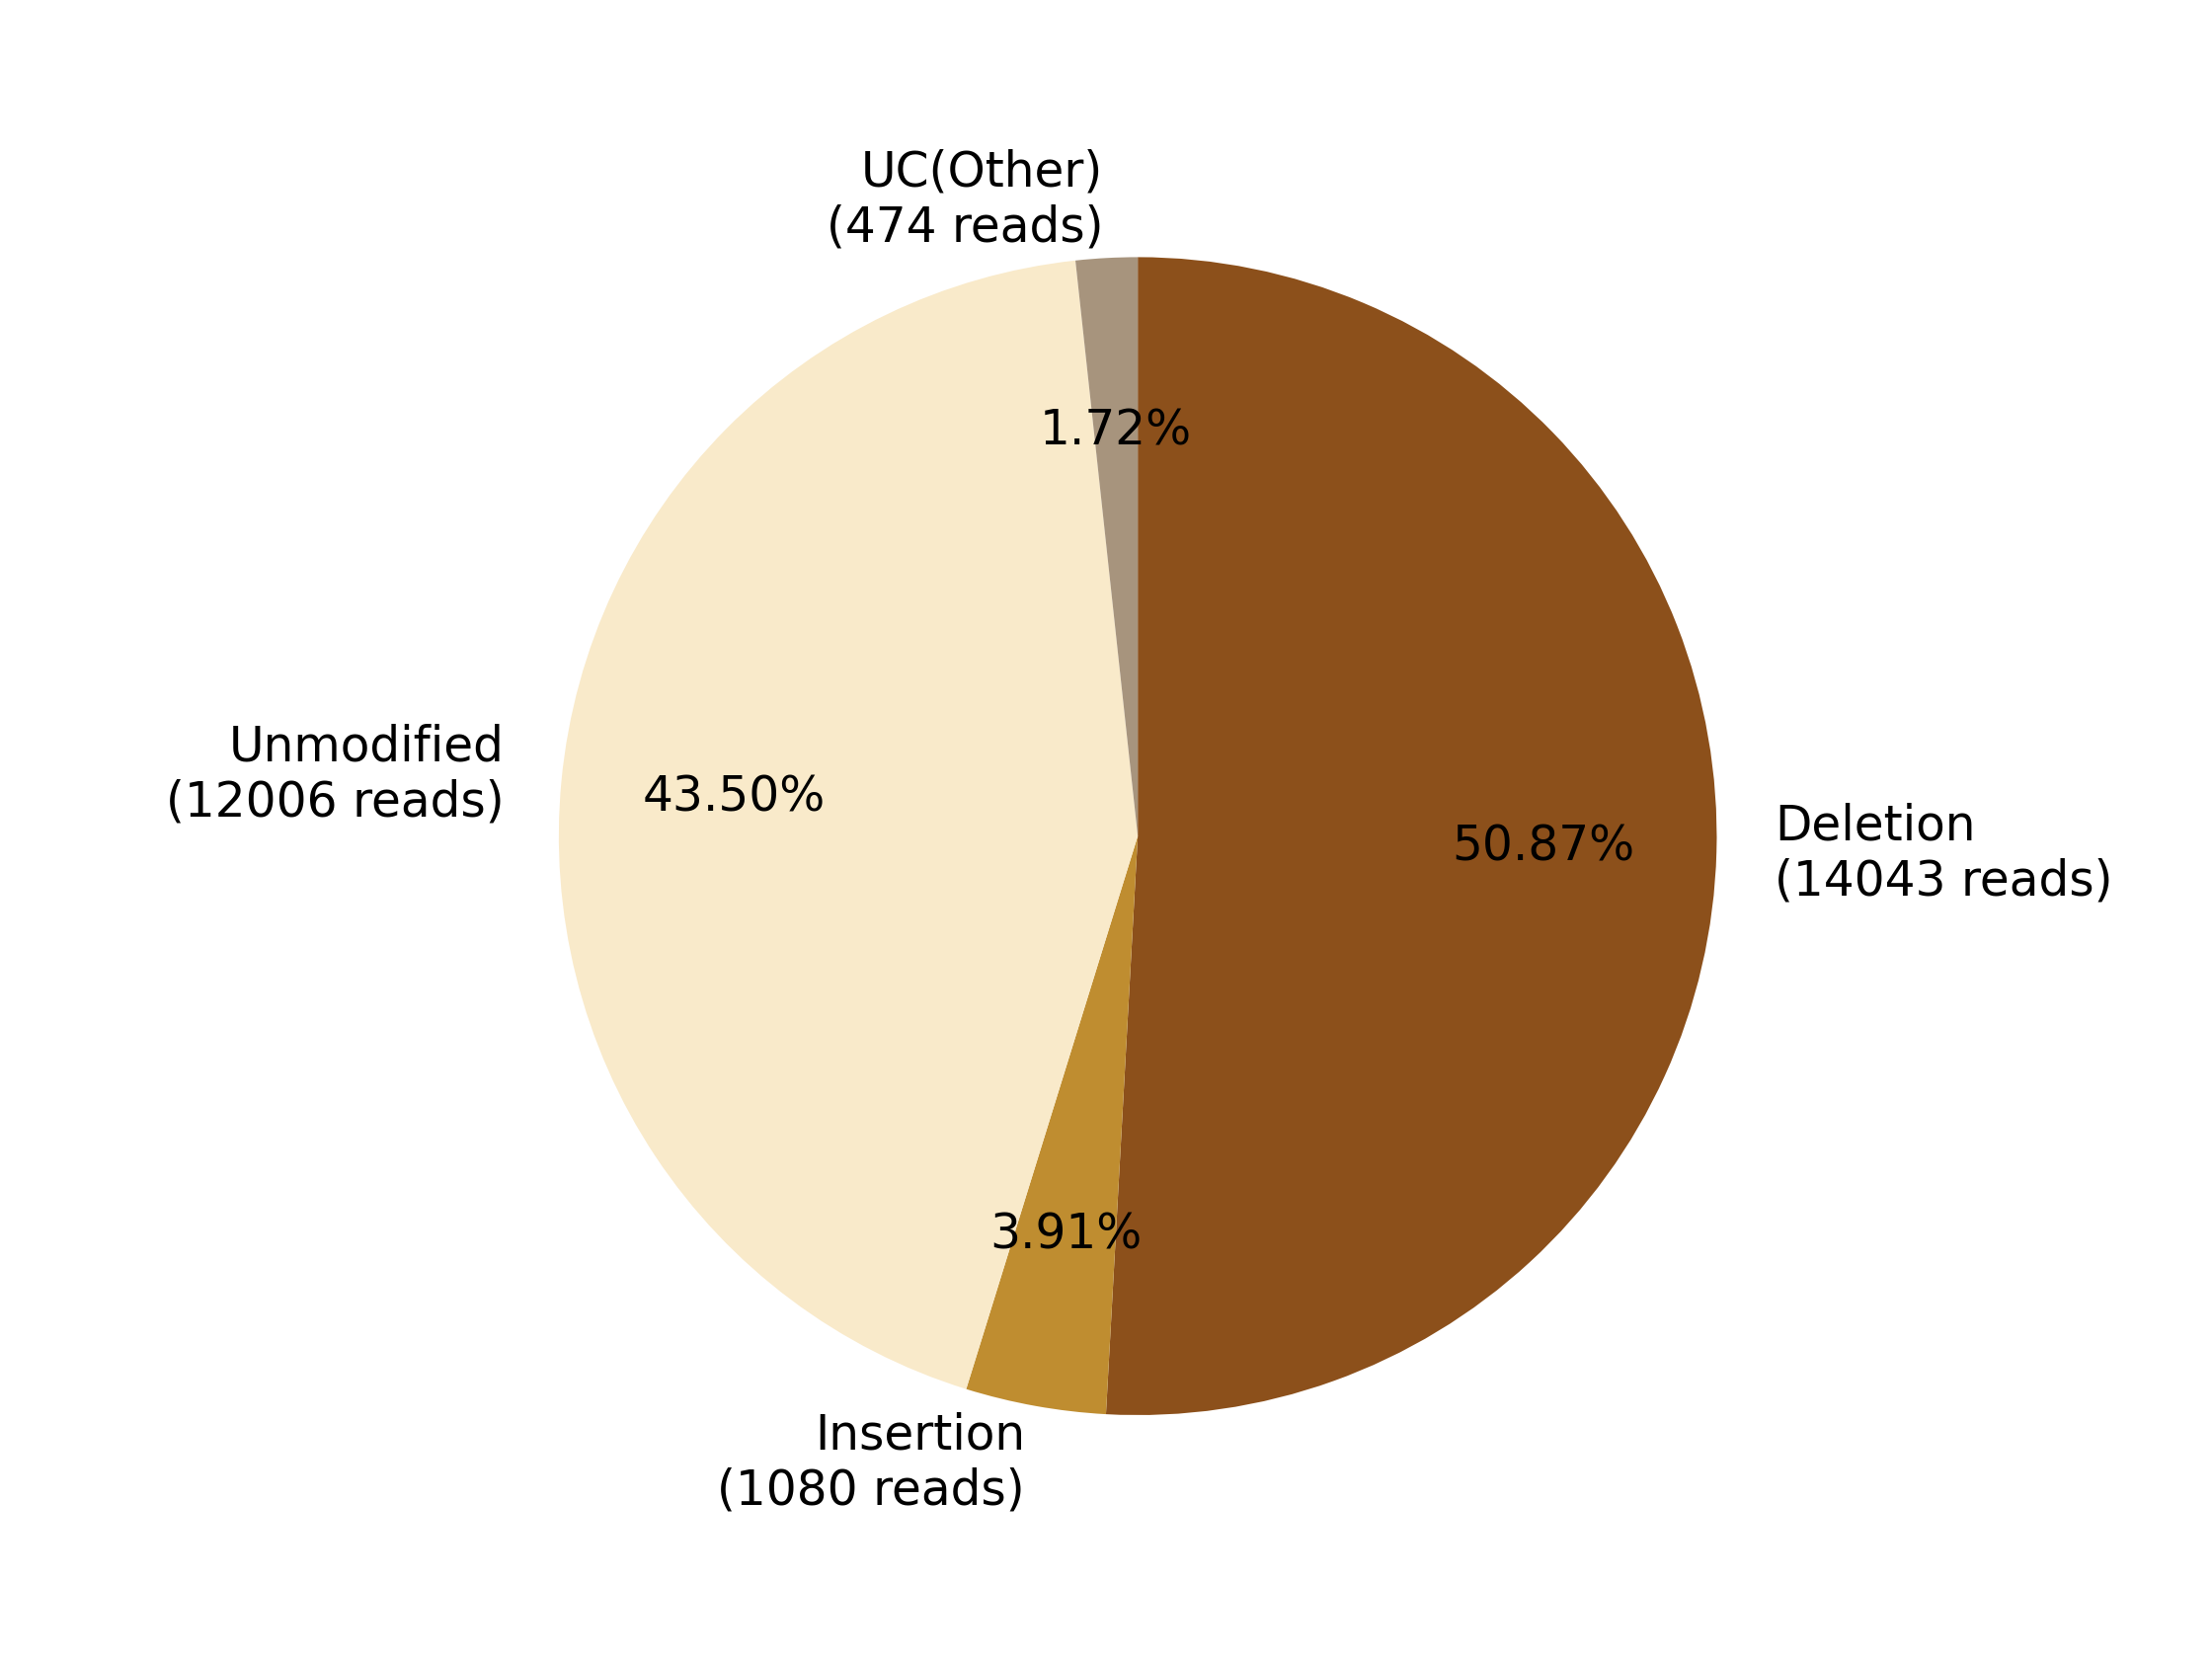 UC(Other)
(474 reads)
1.72%
Unmodified
(12006 reads)
43.50%
50.87%
Deletion
(14043 reads)
3.91%
Insertion
(1080 reads)